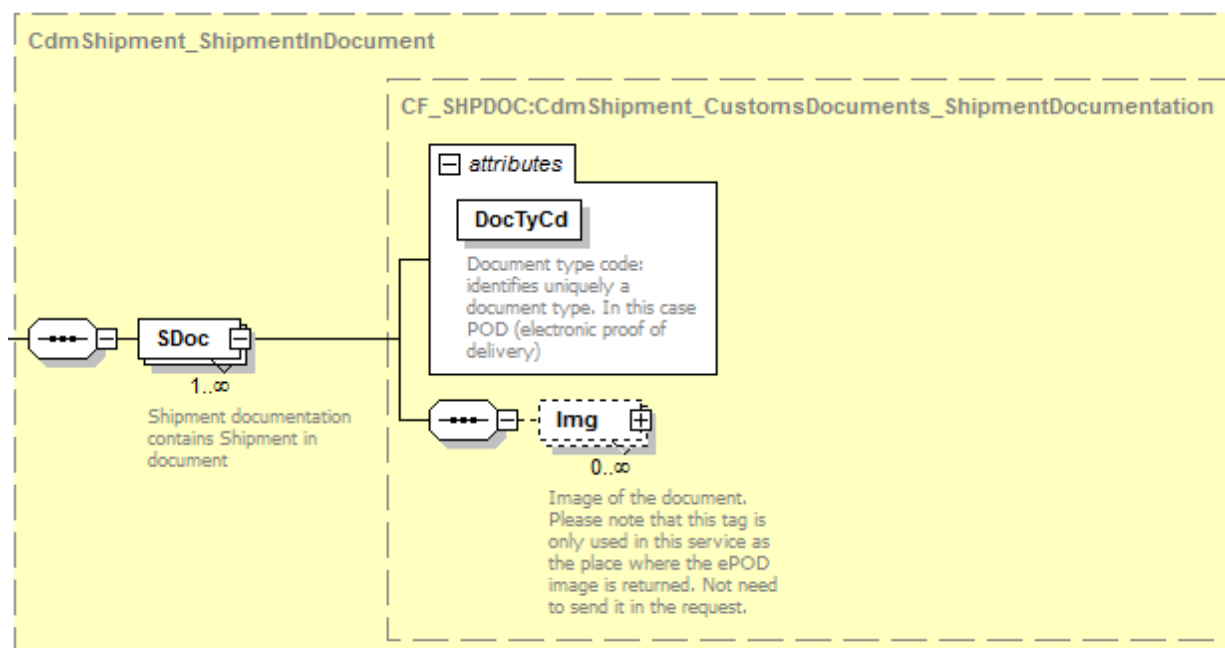 CdmShipment_ShipmentInDocument
CF_SHPDOC:CdmShipment_CustomsDocuments_ShipmentDocumentation
attributes
DocTyCd
Document type code:
identifies uniquely a
document type. In this case
POD (electronic proof of
delivery)
SDoc
1..∞
Shipment documentation
contains Shipment in
document
Img
0..∞
Image of the document.
Please note that this tag is
only used in this service as
the place where the ePOD
image is returned. Not need
to send it in the request.